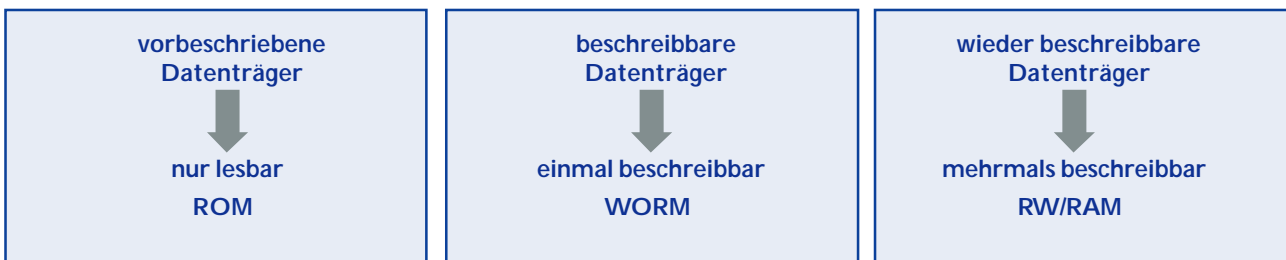 vorbeschriebene
Datenträger
nur lesbar
ROM
beschreibbare
Datenträger
einmal beschreibbar
WORM
wieder beschreibbare
Datenträger
mehrmals beschreibbar
RW/RAM